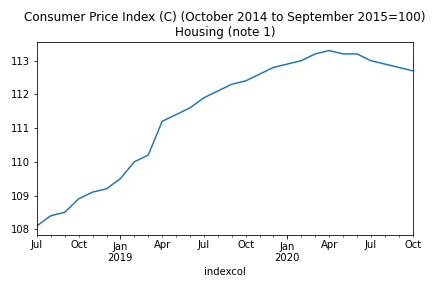 Consumer Price Index (C) (October 2014 to September 2015=100)
Housing (note 1)
113
112
111
110
109
108
Jul Oct Jan Apr Jul Oct Jan Apr Jul Oct
2019 2020
indexcol